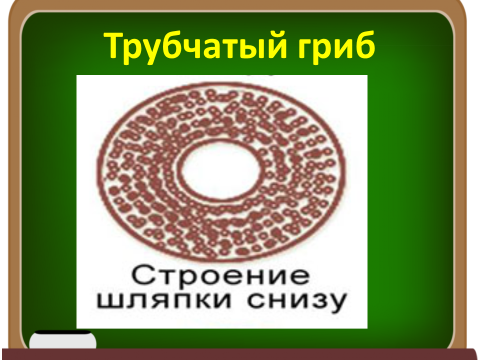 Трубчатый гриб
Строение
шляпки снизу